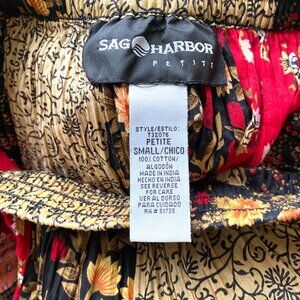 SAG HARBOR
PETITE
STYLE/ESTILO:
T32076
PETITE
SMALL/CHICO
100% COTTON/
ALGODÓN
MADE IN INDIA
HECHO EN INDIA
SEE REVERSE
FOR CARE
VER AL DORSO
PARA CUIDADO
RN # 51735